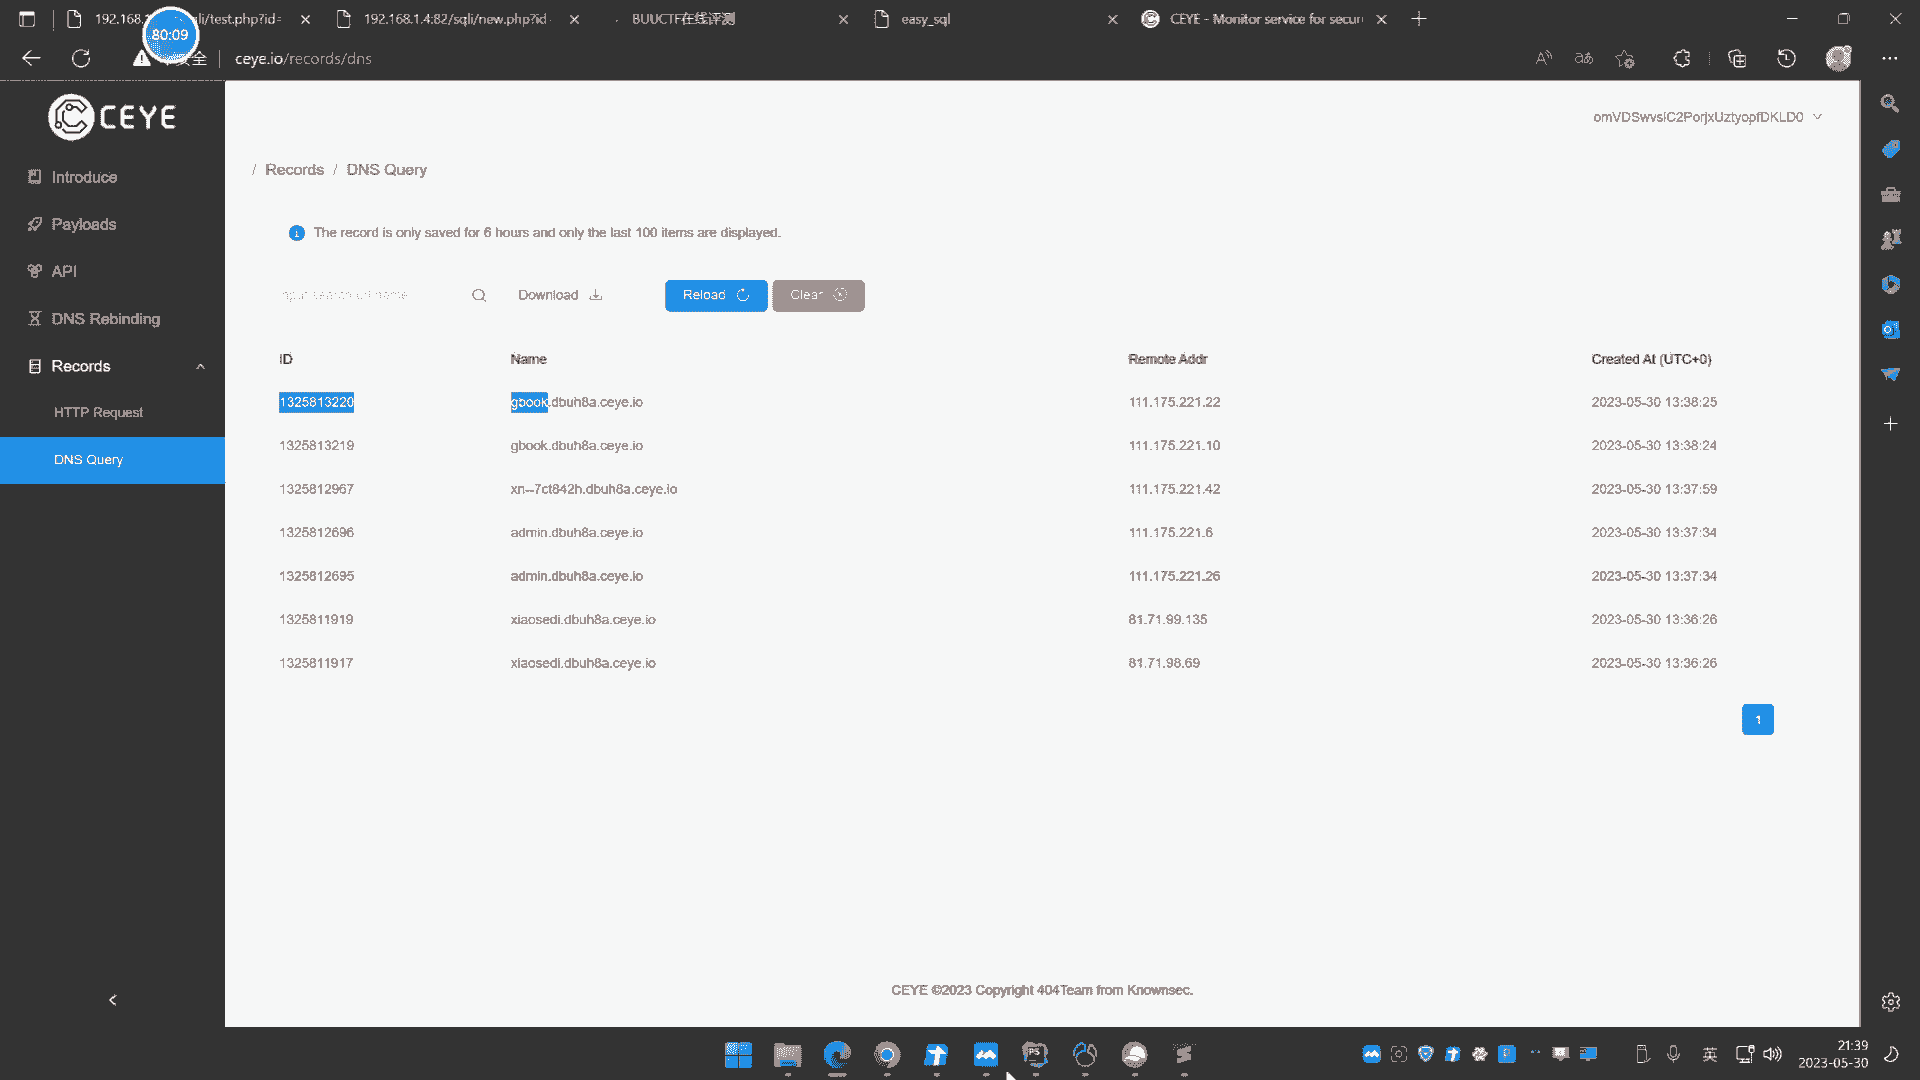 192.168.
li/test.php?id=
192.168.1.4:82/sqli/new.php?id
BUUCTF在线评测
easy_sql
CEYE - Monitor service for securi
80:09
全
ceye.io/records/dns
CEYE
omVDSwvslC2PorjxUztyopfDKLD0
Introduce
Payloads
API
DNS Rebinding
Records
HTTP Request
DNS Query
/ Records / DNS Query
The record is only saved for 6 hours and only the last 100 items are displayed.
input search url name
Download
Reload
Clear
ID Name Remote Addr Created At (UTC+0)
1325813220 gbook.dbuh8a.ceye.io 111.175.221.22 2023-05-30 13:38:25
1325813219 gbook.dbuh8a.ceye.io 111.175.221.10 2023-05-30 13:38:24
1325812967 xn--7ct842h.dbuh8a.ceye.io 111.175.221.42 2023-05-30 13:37:59
1325812696 admin.dbuh8a.ceye.io 111.175.221.6 2023-05-30 13:37:34
1325812695 admin.dbuh8a.ceye.io 111.175.221.26 2023-05-30 13:37:34
1325811919 xiaosedi.dbuh8a.ceye.io 81.71.99.135 2023-05-30 13:36:26
1325811917 xiaosedi.dbuh8a.ceye.io 81.71.98.69 2023-05-30 13:36:26
1
CEYE ©2023 Copyright 404Team from Knownsec.
英
21:39
2023-05-30